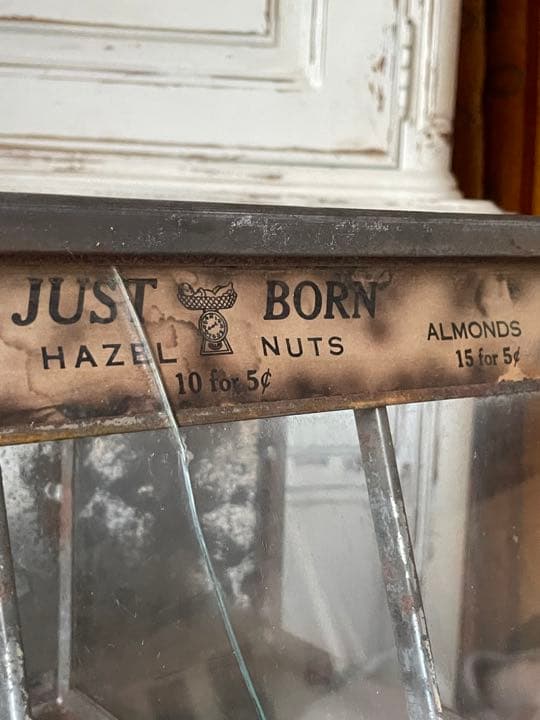 JUST BORN
HAZEL NUTS
10 for 5¢
ALMONDS
15 for 5¢